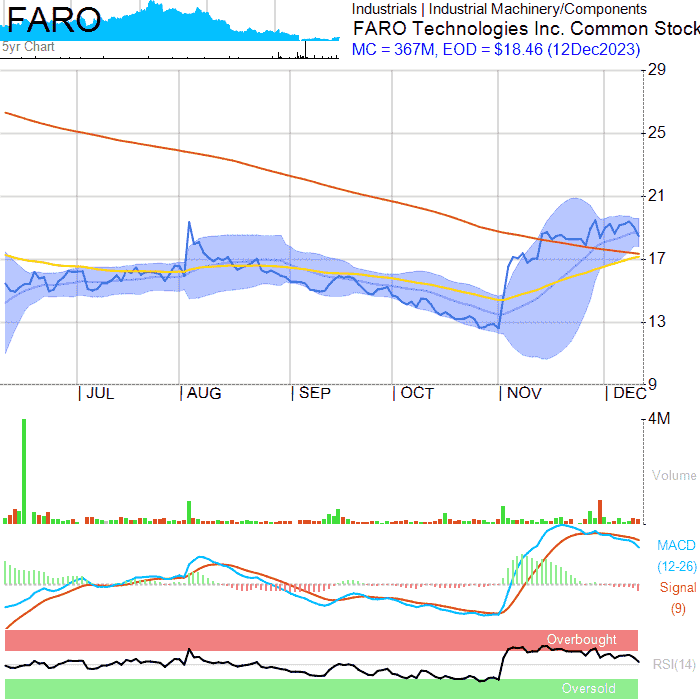 FARO
5yr Chart
Industrials | Industrial Machinery/Components
FARO Technologies Inc. Common Stock
MC = 367M, EOD = $18.46 (12Dec2023)
29
25
21
17
13
9
JUL
AUG
SEP
OCT
NOV
DEC
4M
Volume
MACD
(12-26)
Signal
(9)
Overbought
RSI(14)
Oversold